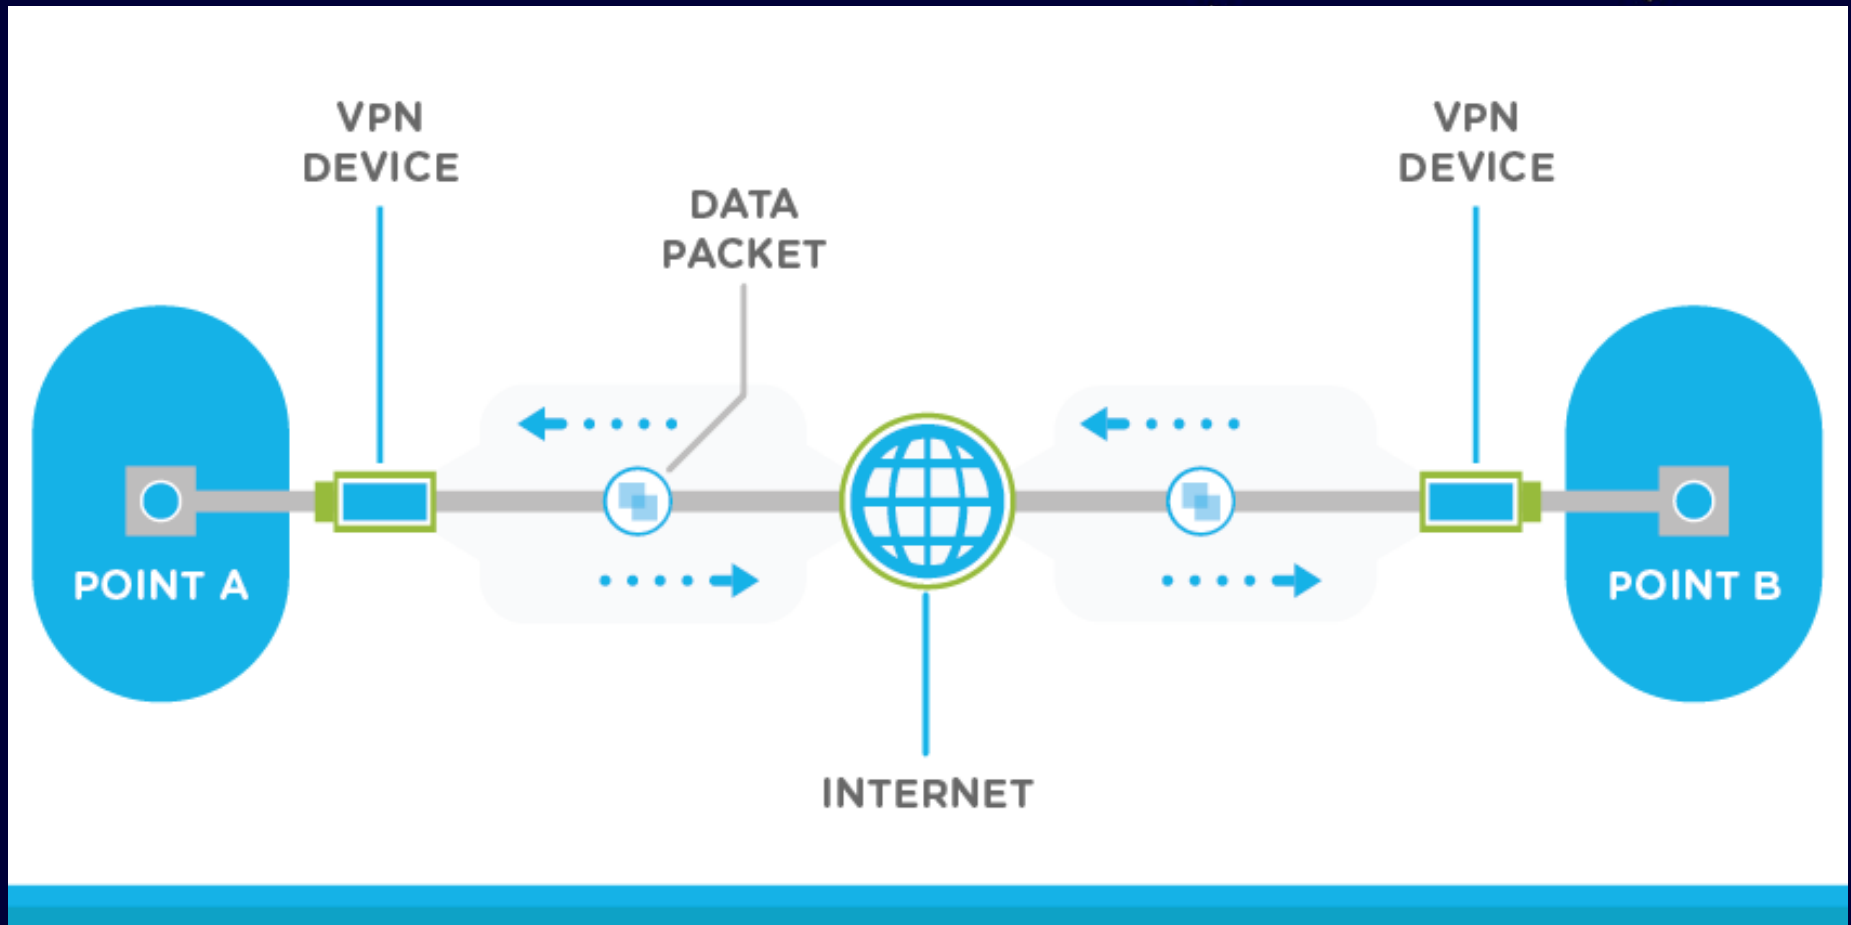 VPN
DEVICE
VPN
DEVICE
DATA
PACKET
POINT A
POINT B
INTERNET